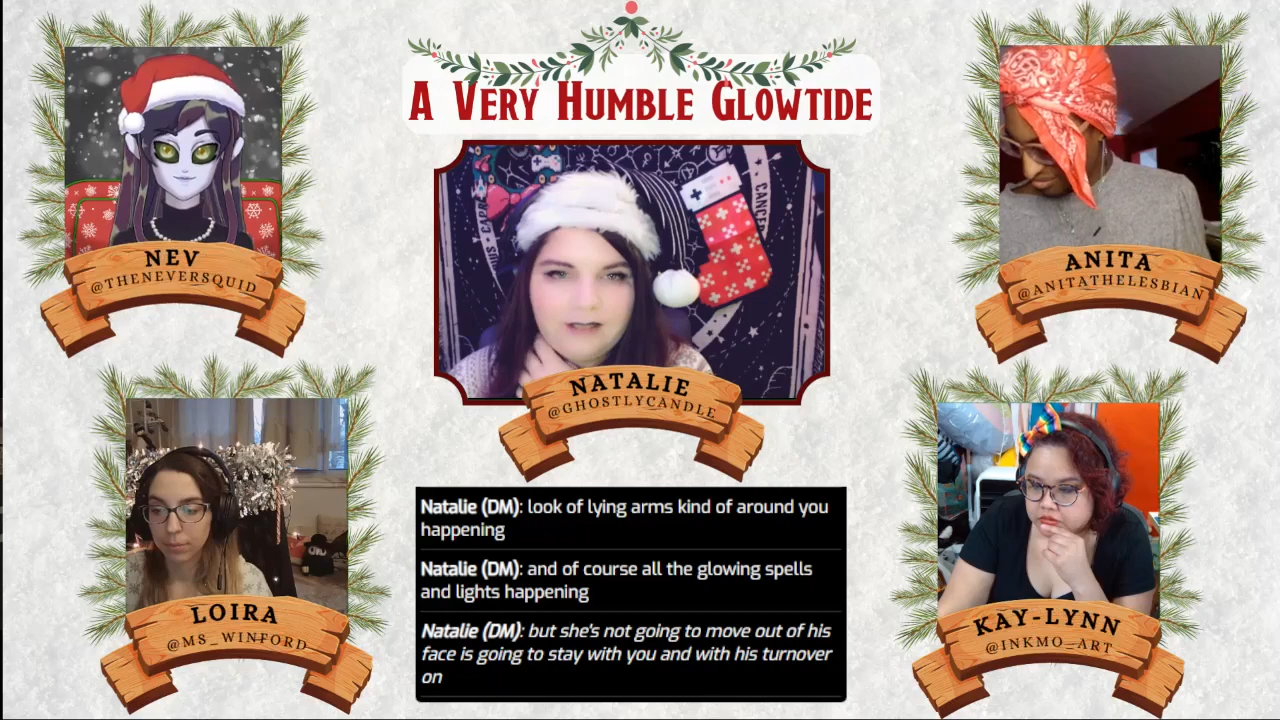 A VERY HUMBLE GLOWTIDE
NEV
@THENEVERSQUID
ANITA
@ANITATHELESBIAN
CANCER
NATALIE
@GHOSTLYCANDLE
LOIRA
@MS_WINFORD
KAY-LYNN
@INKMO_ART
Natalie (DM): look of lying arms kind of around you
happening
Natalie (DM): and of course all the glowing spells
and lights happening
Natalie (DM): but she's not going to move out of his
face is going to stay with you and with his turnover
on